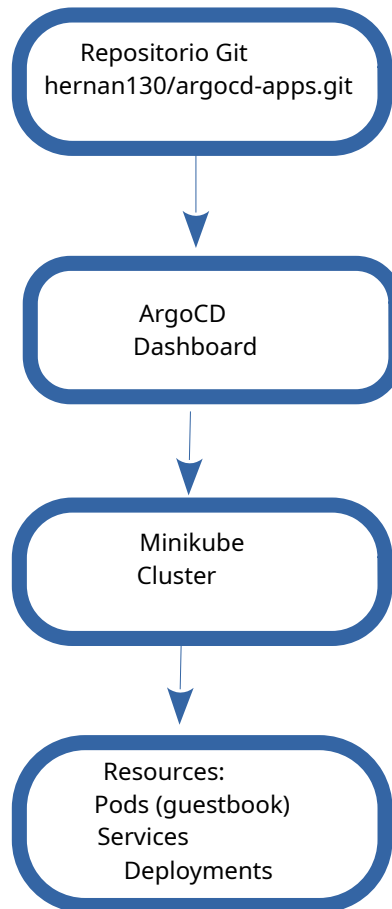 Repositorio Git
hernan130/argocd-apps.git
ArgoCD
Dashboard
Minikube
Cluster
Resources:
Pods (guestbook)
Services
Deployments